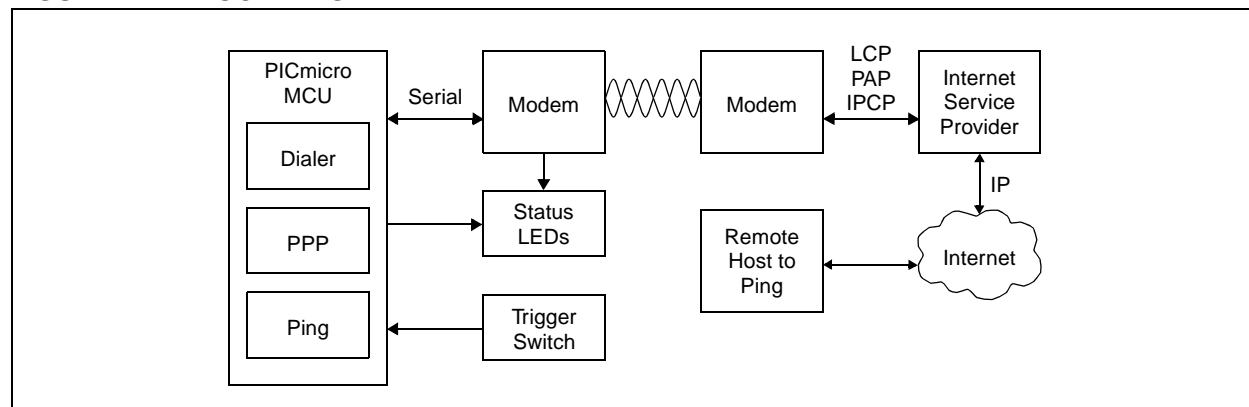 PICmicro
MCU
Dialer
PPP
Ping
Serial
Modem
Status
LEDs
Trigger
Switch
Modem
LCP
PAP
IPCP
Internet
Service
Provider
IP
Internet
Remote
Host to
Ping